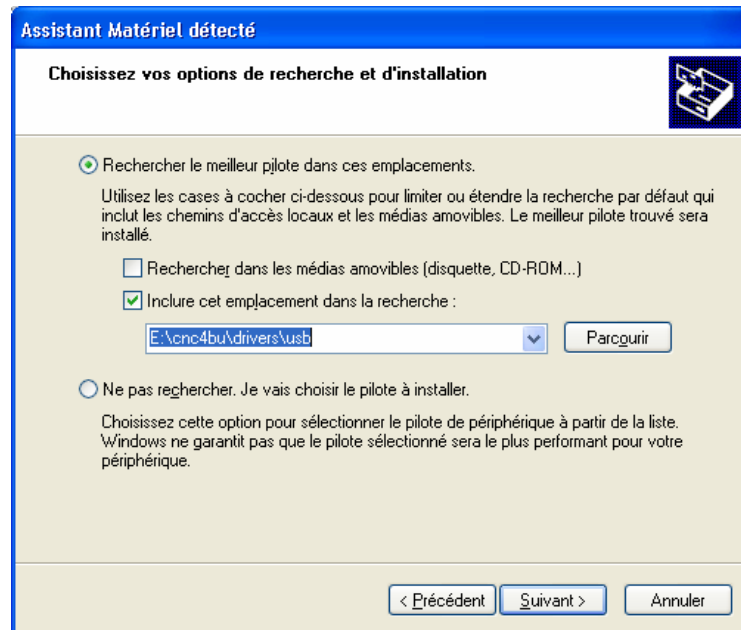 Assistant Matériel détecté
Choisissez vos options de recherche et d'installation
Rechercher le meilleur pilote dans ces emplacements.
Utilisez les cases à cocher ci-dessous pour limiter ou étendre la recherche par défaut qui
inclut les chemins d'accès locaux et les médias amovibles. Le meilleur pilote trouvé sera
installé.
Rechercher dans les médias amovibles (disquette, CD-ROM...)
Inclure cet emplacement dans la recherche :
E:\cnc4bu\drivers\usb
Parcourir
Ne pas rechercher. Je vais choisir le pilote à installer.
Choisissez cette option pour sélectionner le pilote de périphérique à partir de la liste.
Windows ne garantit pas que le pilote sélectionné sera le plus performant pour votre
périphérique.
< Précédent
Suivant >
Annuler